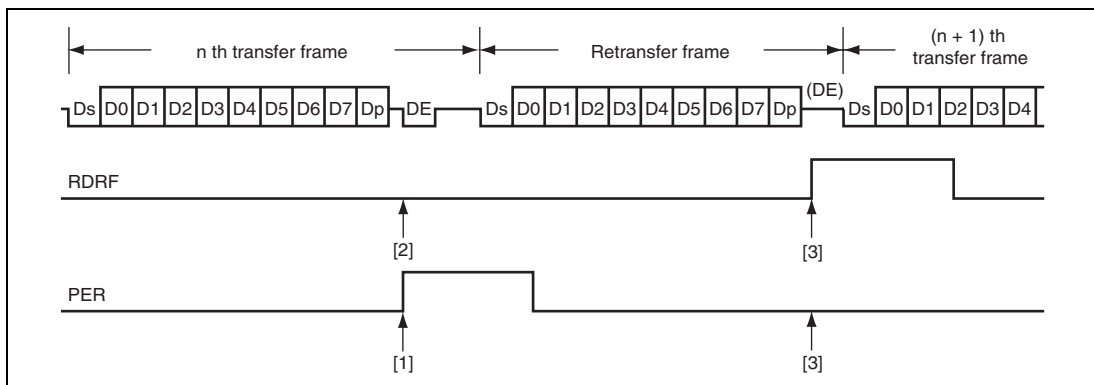 n th transfer frame
Retransfer frame
(n + 1) th
transfer frame
Ds D0 D1 D2 D3 D4 D5 D6 D7 Dp DE Ds D0 D1 D2 D3 D4 D5 D6 D7 Dp (DE) Ds D0 D1 D2 D3 D4
RDRF
[2] [3]
PER
[1] [3]